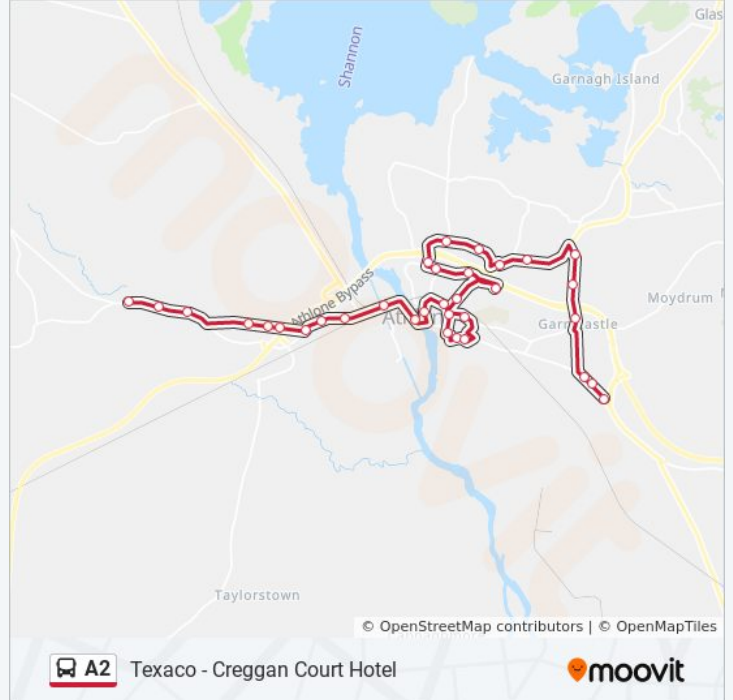 Glas
Shannon
Garnagh Island
Moydrum
Athlone Bypass
Garrycastle
Taylorstown
© OpenStreetMap contributors | © OpenMapTiles
A2 Texaco - Creggan Court Hotel
moovit